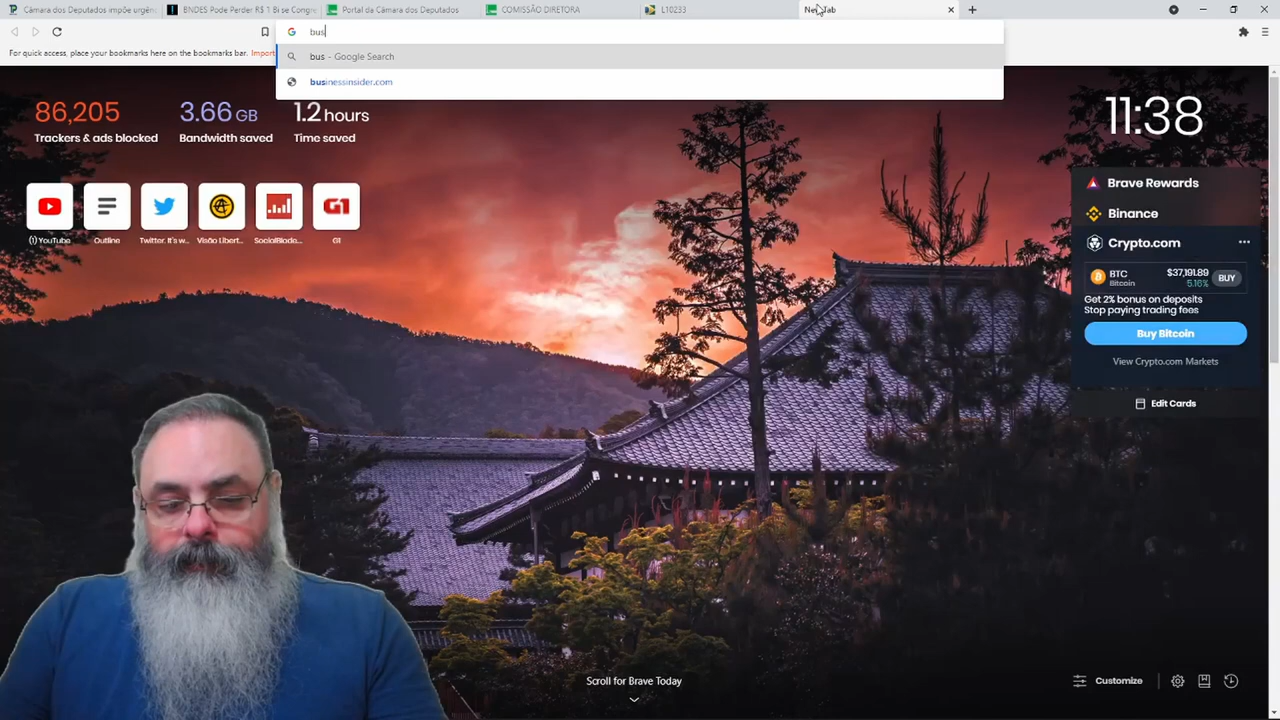 Câmara dos Deputados impõe urgên
BNDES Pode Perder R$ 1 Bi se Congre
Portal da Câmara dos Deputados
COMISSÃO DIRETORA
L10233
New Tab
bus
For quick access, place your bookmarks here on the bookmarks bar. Import
bus - Google Search
businessinsider.com
86,205
Trackers & ads blocked
3.66 GB
Bandwidth saved
1.2 hours
Time saved
11:38
(1) YouTube
Outline
Twitter. It's w...
Visão Libert...
SocialBlade...
G1
G1
Brave Rewards
Binance
Crypto.com
BTC
Bitcoin
$37,191.89
5.16%
BUY
Get 2% bonus on deposits
Stop paying trading fees
Buy Bitcoin
View Crypto.com Markets
Edit Cards
Scroll for Brave Today
Customize